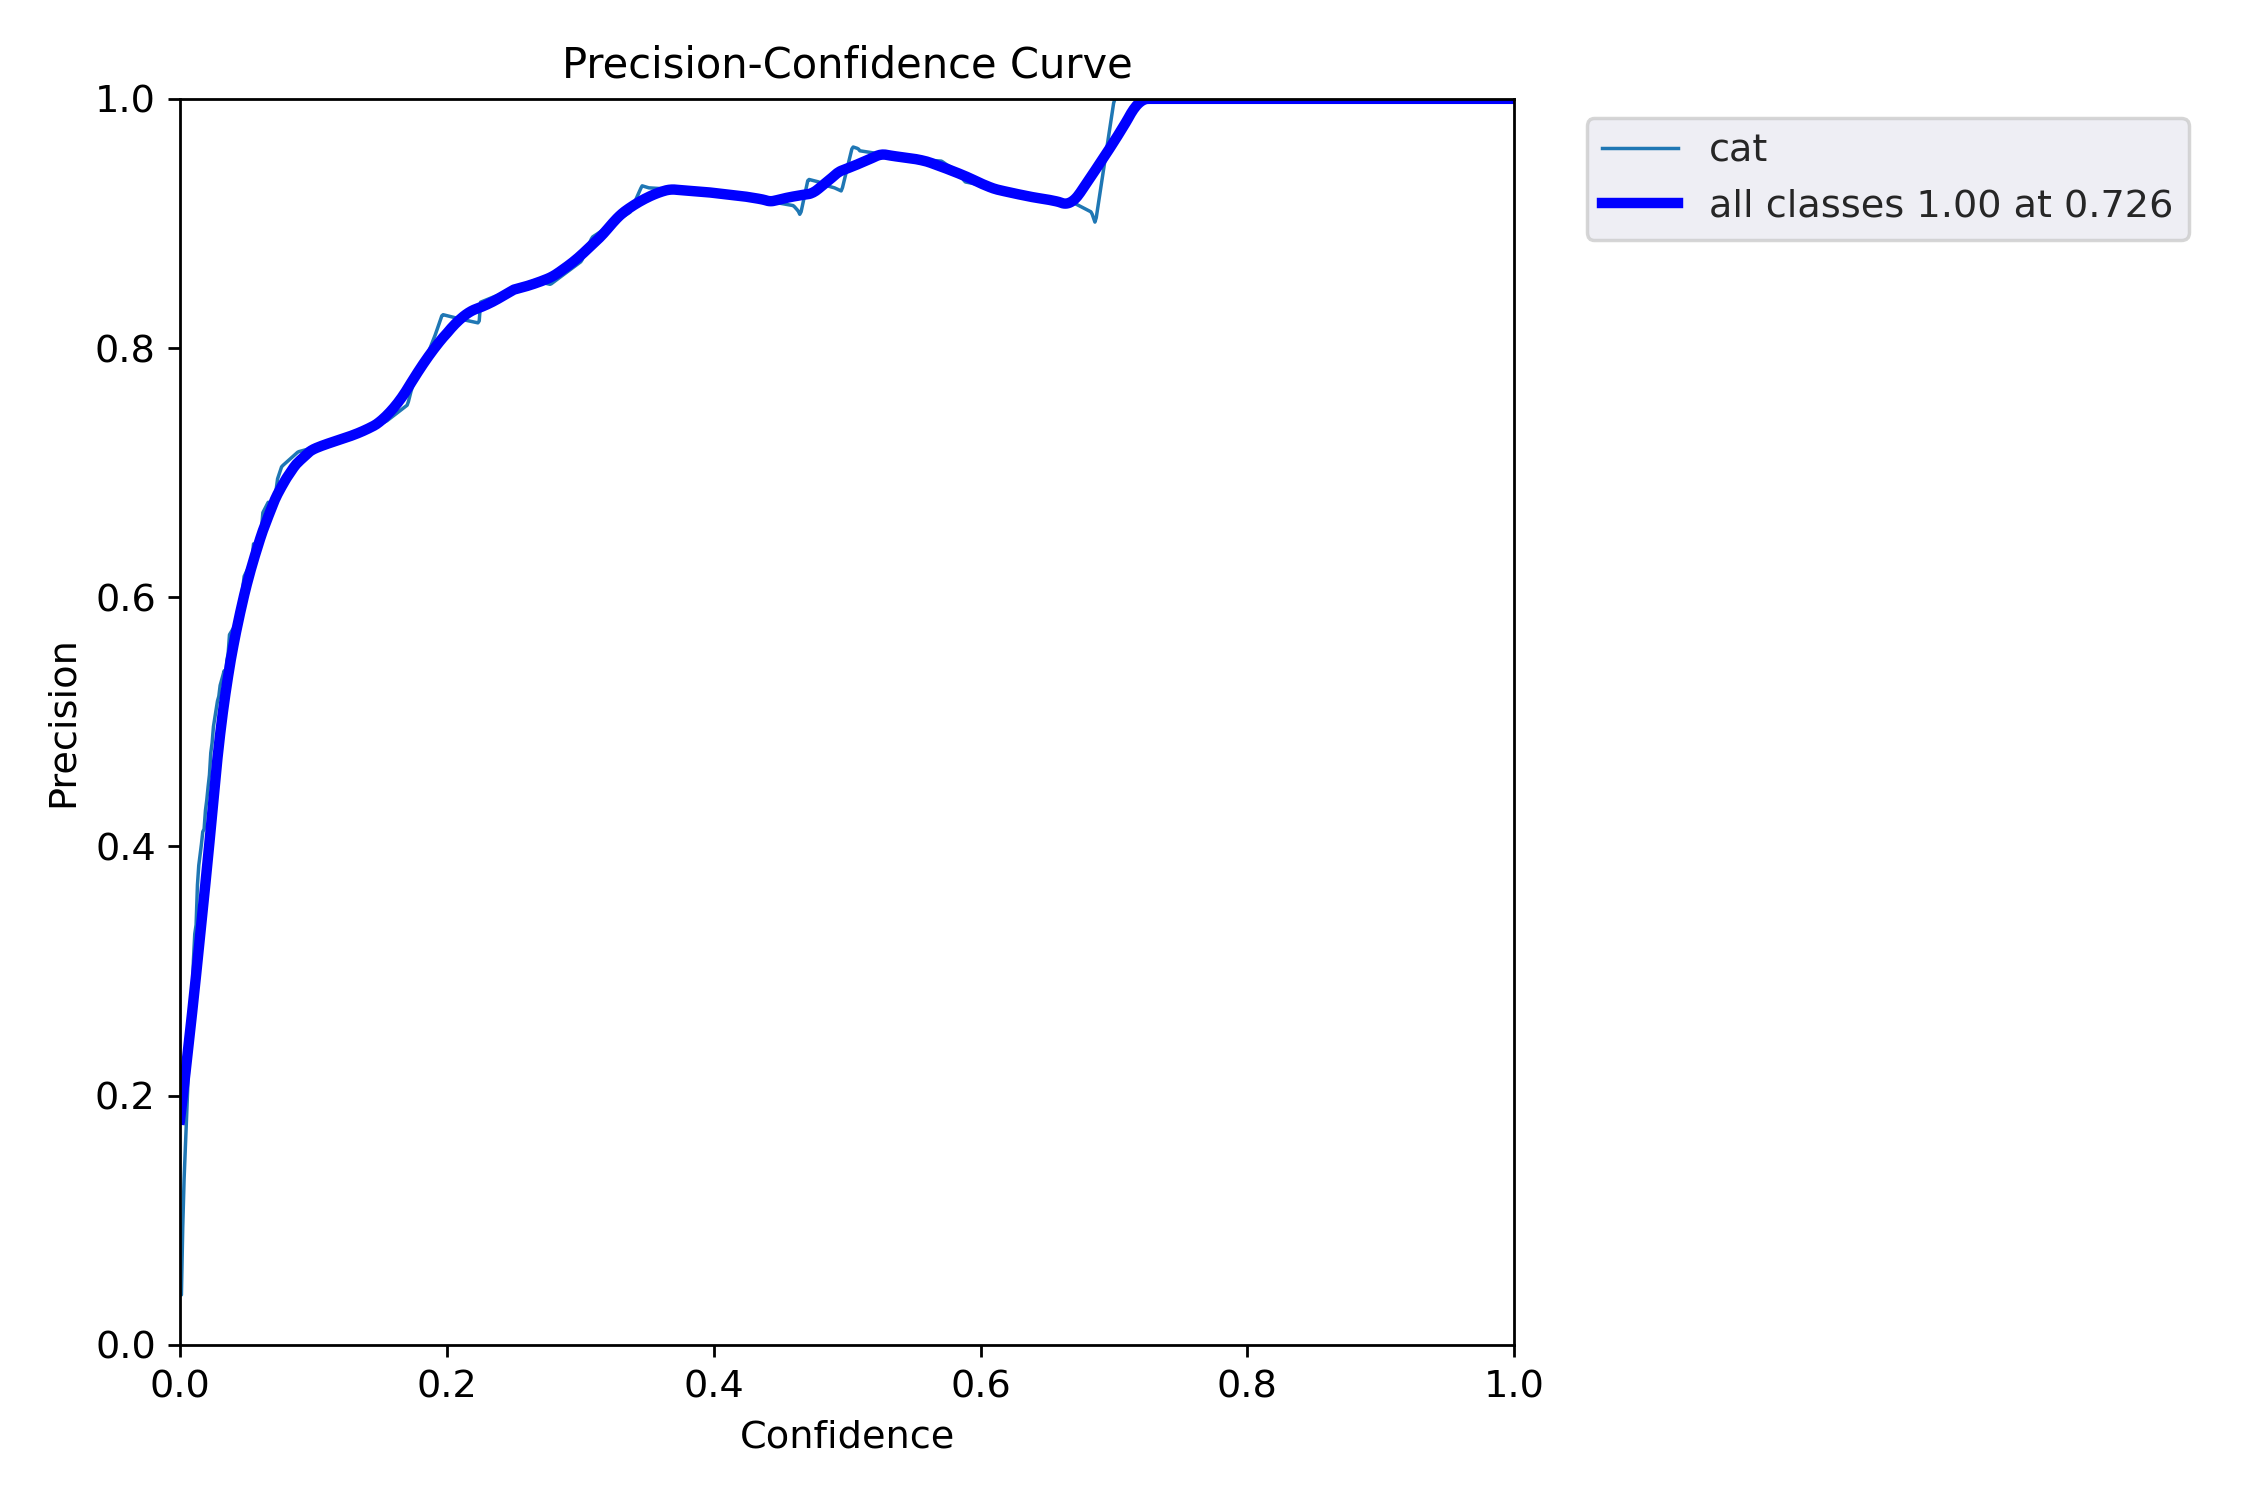 Precision-Confidence Curve
1.0
0.8
0.6
0.4
0.2
0.0
Precision
0.0 0.2 0.4 0.6 0.8 1.0
Confidence
cat
all classes 1.00 at 0.726